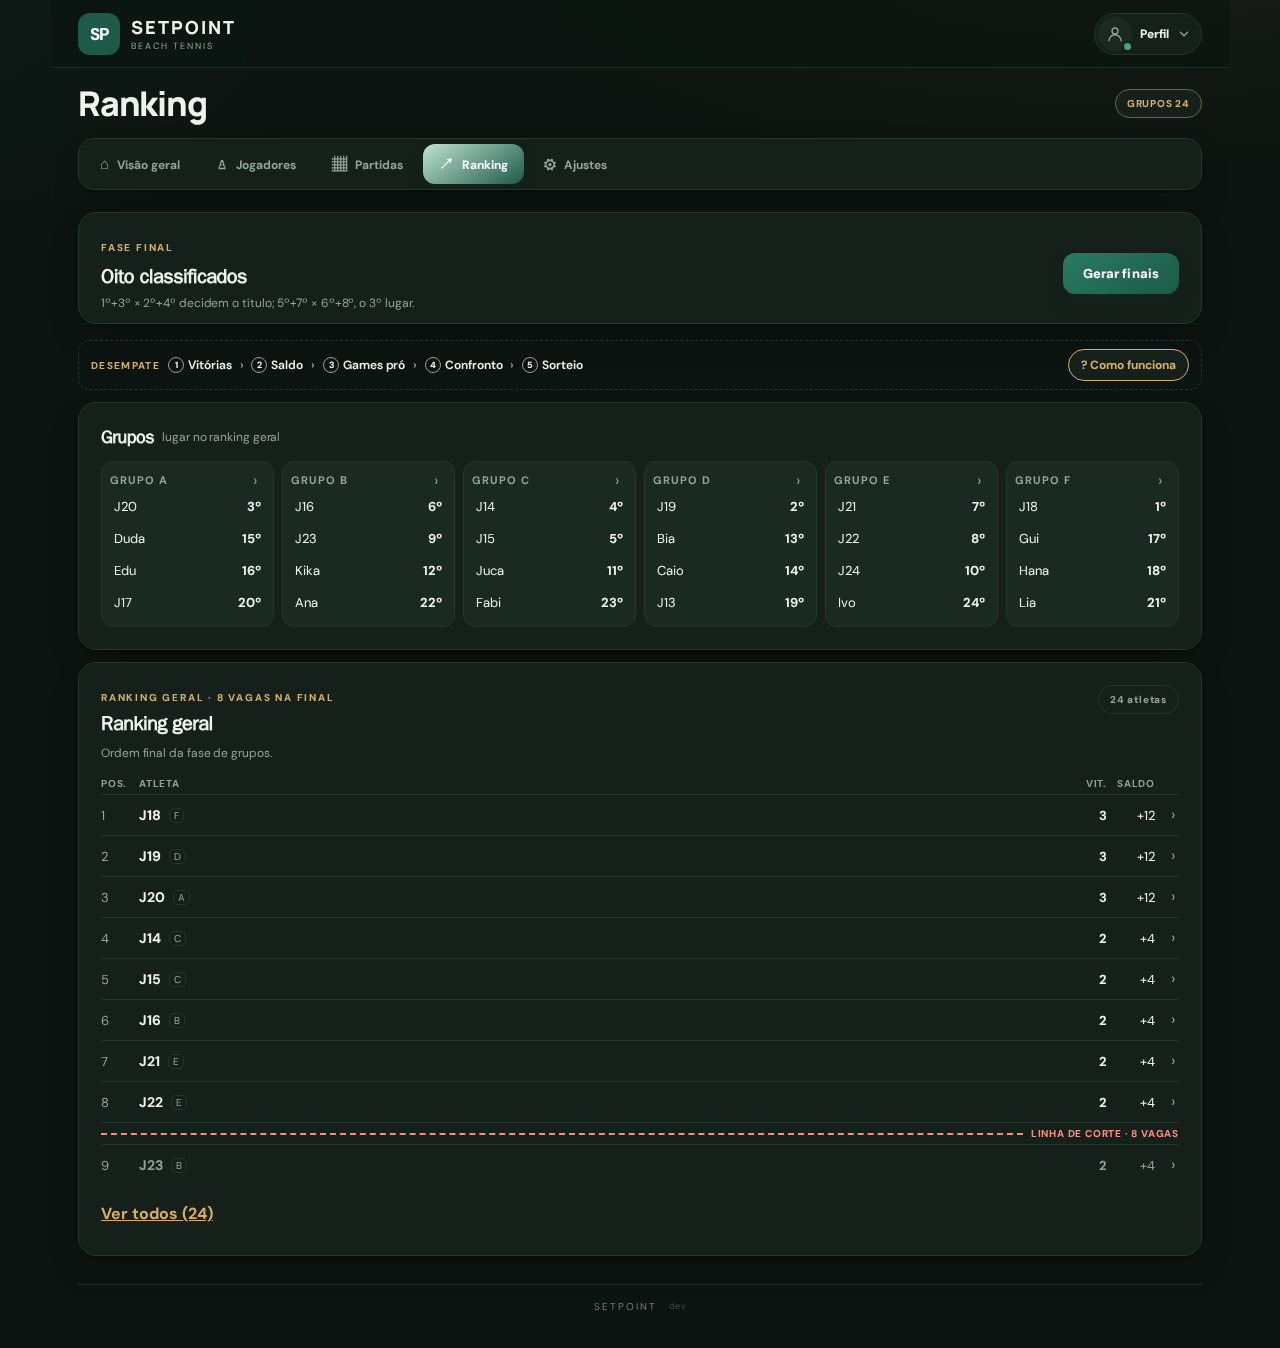 SP SETPOINT
BEACH TENNIS
Perfil
Ranking
GRUPOS 24
Visão geral Jogadores Partidas Ranking Ajustes
FASE FINAL
Oito classificados
1º+3º × 2º+4º decidem o título; 5º+7º × 6º+8º, o 3º lugar.
Gerar finais
DESEMPATE 1 Vitórias › 2 Saldo › 3 Games pró › 4 Confronto › 5 Sorteio
? Como funciona
Grupos lugar no ranking geral
GRUPO A ›
J20 3º
Duda 15º
Edu 16º
J17 20º
GRUPO B ›
J16 6º
J23 9º
Kika 12º
Ana 22º
GRUPO C ›
J14 4º
J15 5º
Juca 11º
Fabi 23º
GRUPO D ›
J19 2º
Bia 13º
Caio 14º
J13 19º
GRUPO E ›
J21 7º
J22 8º
J24 10º
Ivo 24º
GRUPO F ›
J18 1º
Gui 17º
Hana 18º
Lia 21º
RANKING GERAL · 8 VAGAS NA FINAL
24 atletas
Ranking geral
Ordem final da fase de grupos.
POS. ATLETA VIT. SALDO
1 J18 F 3 +12 ›
2 J19 D 3 +12 ›
3 J20 A 3 +12 ›
4 J14 C 2 +4 ›
5 J15 C 2 +4 ›
6 J16 B 2 +4 ›
7 J21 E 2 +4 ›
8 J22 E 2 +4 ›
LINHA DE CORTE · 8 VAGAS
9 J23 B 2 +4 ›
Ver todos (24)
SETPOINT dev